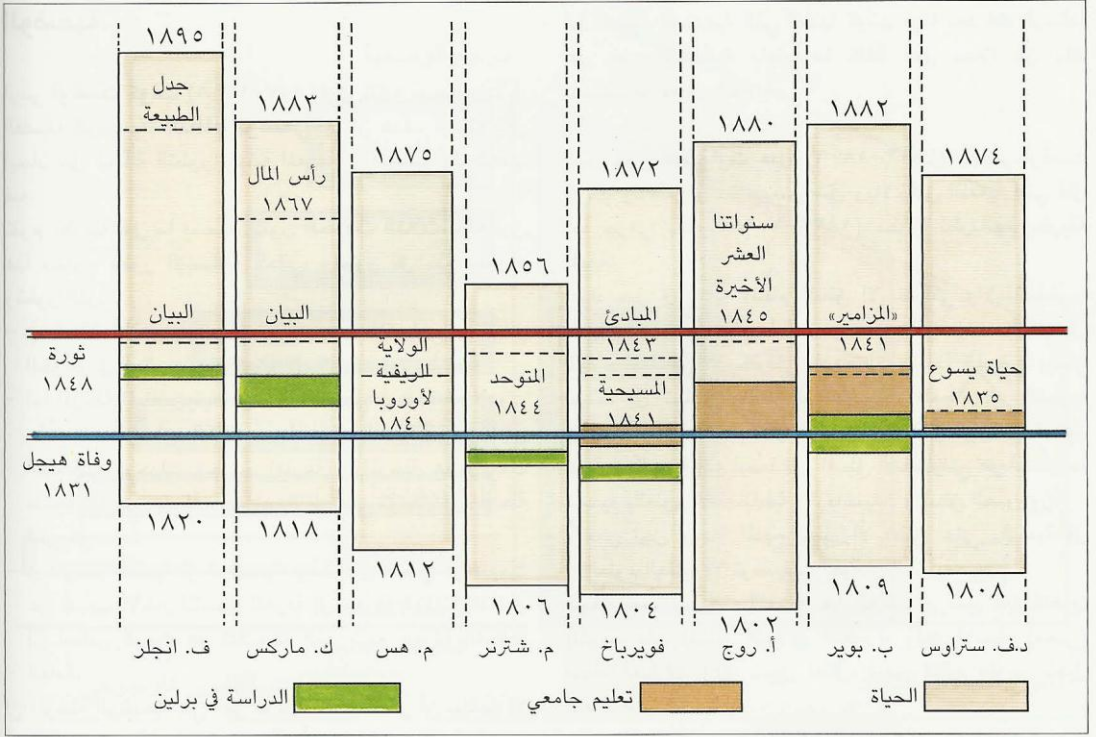 ١٨٧٤
حياة يسوع
١٨٣٥
١٨٠٨
د.ف. ستراوس
١٨٨٢
«المزامير»
١٨٤١
١٨٠٩
ب. بوير
١٨٨٠
سنواتنا
العشر
الأخيرة
١٨٤٥
١٨٠٢
أ. روج
١٨٧٢
المبادئ
١٨٤٣
المسيحية
١٨٤١
١٨٠٤
فويرباخ
١٨٥٦
المتوحد
١٨٤٤
١٨٠٦
م. شترنر
١٨٧٥
الولاية
لأوروبا
١٨٤١
١٨١٢
م. هس
١٨٨٣
رأس المال
١٨٦٧
البيان
١٨١٨
ك. ماركس
١٨٩٥
جدل
الطبيعة
البيان
١٨٢٠
ف. انجلز
ثورة
١٨٤٨
وفاة هيجل
١٨٣١
الحياة
تعليم جامعي
الدراسة في برلين